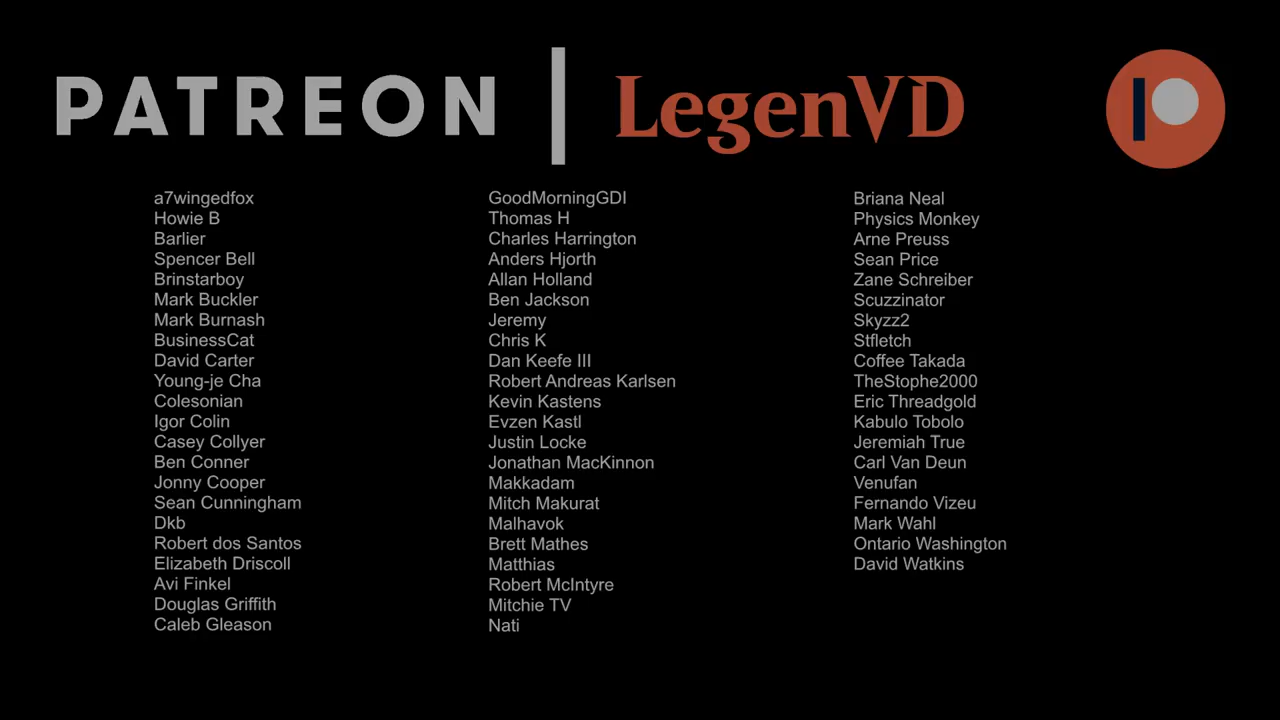 PATREON | LegenVD
a7wingedfox
Howie B
Barlier
Spencer Bell
Brinstarboy
Mark Buckler
Mark Burnash
BusinessCat
David Carter
Young-je Cha
Colesonian
Igor Colin
Casey Collyer
Ben Conner
Jonny Cooper
Sean Cunningham
Dkb
Robert dos Santos
Elizabeth Driscoll
Avi Finkel
Douglas Griffith
Caleb Gleason
GoodMorningGDI
Thomas H
Charles Harrington
Anders Hjorth
Allan Holland
Ben Jackson
Jeremy
Chris K
Dan Keefe III
Robert Andreas Karlsen
Kevin Kastens
Evzen Kastl
Justin Locke
Jonathan MacKinnon
Makkadam
Mitch Makurat
Malhavok
Brett Mathes
Matthias
Robert McIntyre
Mitchie TV
Nati
Briana Neal
Physics Monkey
Arne Preuss
Sean Price
Zane Schreiber
Scuzzinator
Skyzz2
Stfletch
Coffee Takada
TheStophe2000
Eric Threadgold
Kabulo Tobolo
Jeremiah True
Carl Van Deun
Venufan
Fernando Vizeu
Mark Wahl
Ontario Washington
David Watkins